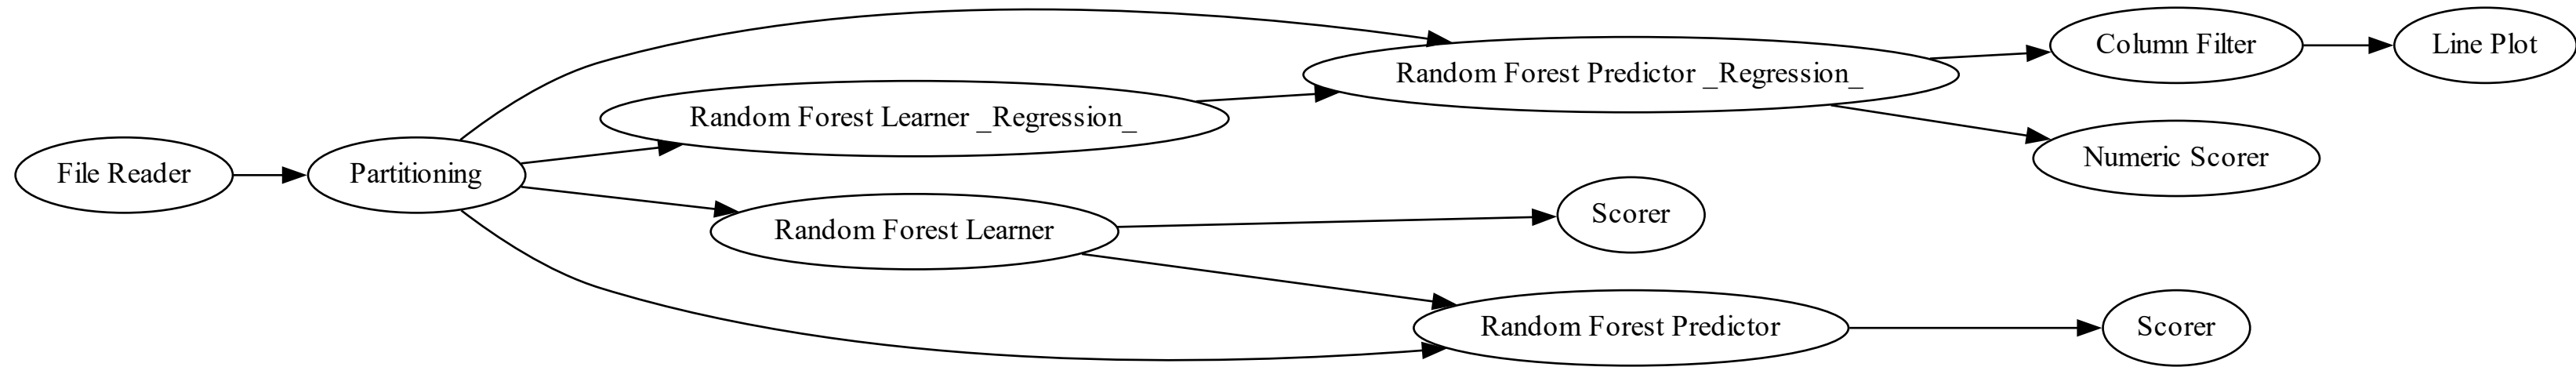 File Reader
Partitioning
Random Forest Learner _Regression_
Random Forest Learner
Random Forest Predictor _Regression_
Scorer
Random Forest Predictor
Column Filter
Numeric Scorer
Scorer
Line Plot